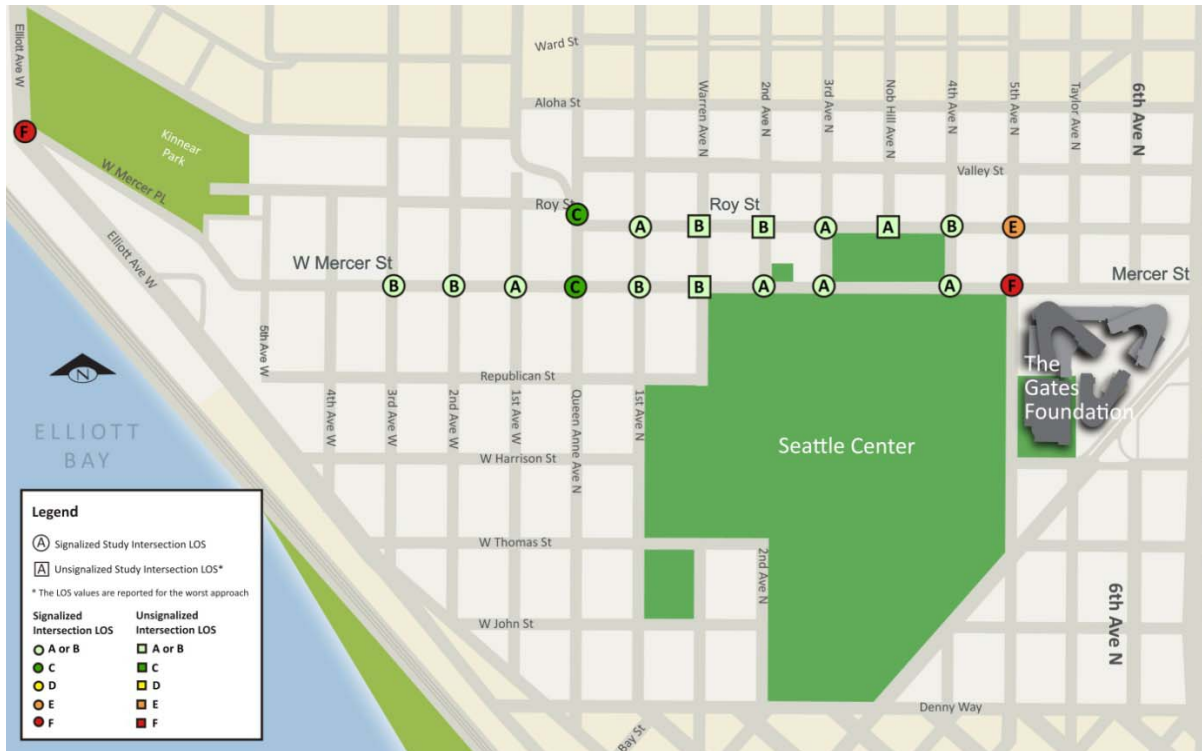 Elliott Ave W
Ward St
Aloha St
Warren Ave N
2nd Ave N
3rd Ave N
Nob Hill Ave N
4th Ave N
5th Ave N
Taylor Ave N
6th Ave N
F
Kinnear
Park
W Mercer PL
Valley St
Roy St
C
Roy St
A
B
B
A
A
B
E
Elliott Ave W
W Mercer St
Mercer St
B
B
A
C
B
B
A
A
A
F
5th Ave W
4th Ave W
3rd Ave W
2nd Ave W
1st Ave W
Queen Anne Ave N
1st Ave N
Republican St
The
Gates
Foundation
N
ELLIOTT
BAY
Seattle Center
W Harrison St
W Thomas St
2nd Ave N
W John St
6th Ave N
Denny Way
Bay St
Legend
A Signalized Study Intersection LOS
A Unsignalized Study Intersection LOS*
* The LOS values are reported for the worst approach
Signalized Unsignalized
Intersection LOS Intersection LOS
A or B A or B
C C
D D
E E
F F